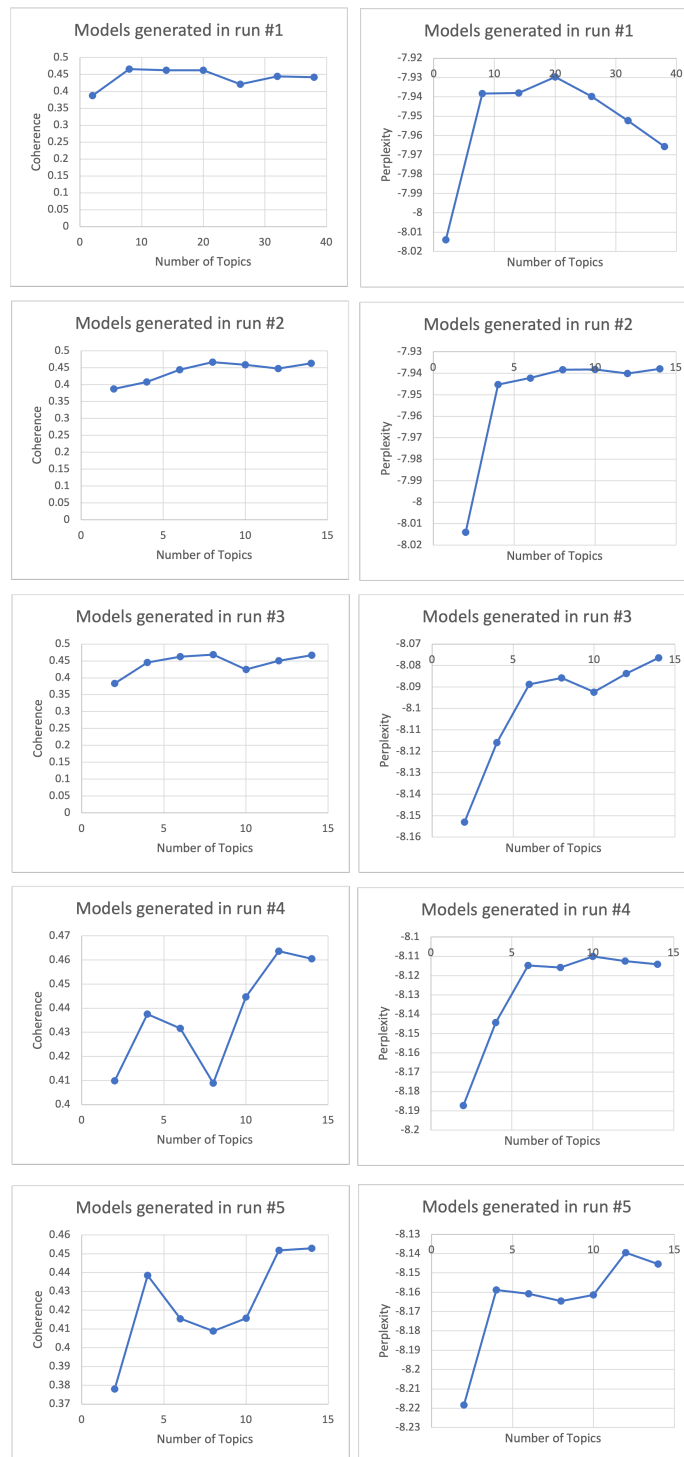 Models generated in run #1
0.5
0.45
0.4
0.35
0.3
0.25
0.2
0.15
0.1
0.05
0
0 10 20 30 40
Coherence
Number of Topics
Models generated in run #1
-7.92
-7.93
-7.94
-7.95
-7.96
-7.97
-7.98
-7.99
-8
-8.01
-8.02
0 10 20 30 40
Perplexity
Number of Topics
Models generated in run #2
0.5
0.45
0.4
0.35
0.3
0.25
0.2
0.15
0.1
0.05
0
0 5 10 15
Coherence
Number of Topics
Models generated in run #2
-7.93
-7.94
-7.95
-7.96
-7.97
-7.98
-7.99
-8
-8.01
-8.02
0 5 10 15
Perplexity
Number of Topics
Models generated in run #3
0.5
0.45
0.4
0.35
0.3
0.25
0.2
0.15
0.1
0.05
0
0 5 10 15
Coherence
Number of Topics
Models generated in run #3
-8.07
-8.08
-8.09
-8.1
-8.11
-8.12
-8.13
-8.14
-8.15
-8.16
0 5 10 15
Perplexity
Number of Topics
Models generated in run #4
0.47
0.46
0.45
0.44
0.43
0.42
0.41
0.4
0 5 10 15
Coherence
Number of Topics
Models generated in run #4
-8.1
-8.11
-8.12
-8.13
-8.14
-8.15
-8.16
-8.17
-8.18
-8.19
-8.2
0 5 10 15
Perplexity
Number of Topics
Models generated in run #5
0.46
0.45
0.44
0.43
0.42
0.41
0.4
0.39
0.38
0.37
0 5 10 15
Coherence
Number of Topics
Models generated in run #5
-8.13
-8.14
-8.15
-8.16
-8.17
-8.18
-8.19
-8.2
-8.21
-8.22
-8.23
0 5 10 15
Perplexity
Number of Topics